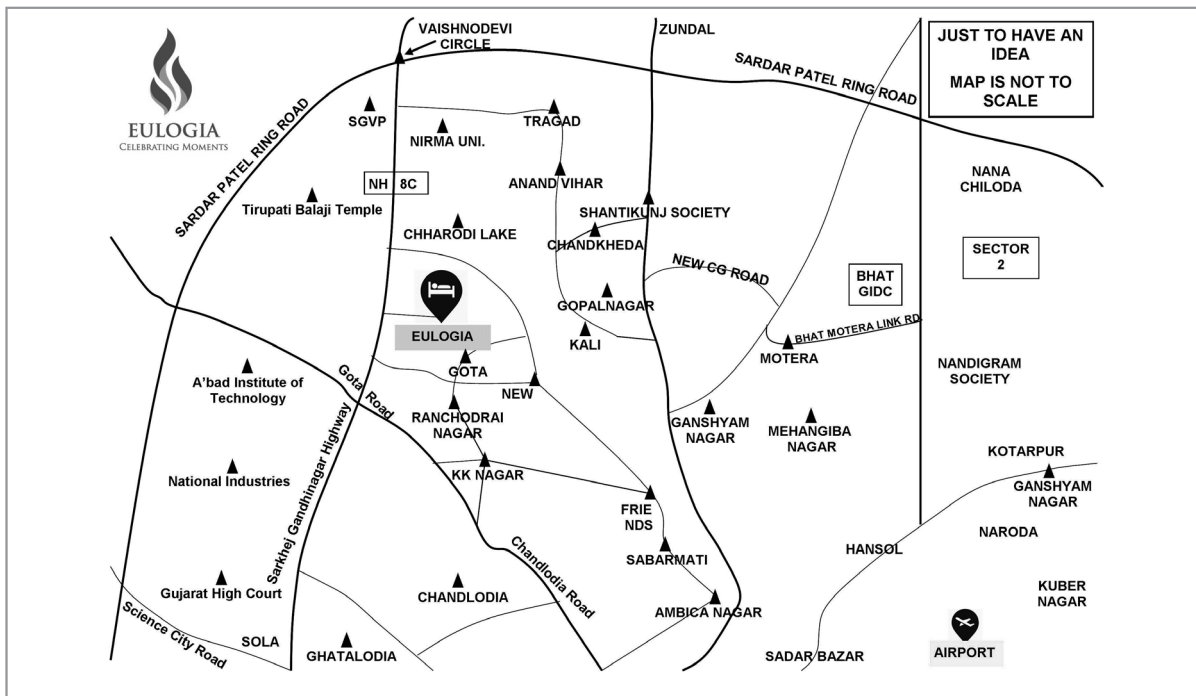 VAISHNODEVI
CIRCLE
ZUNDAL
JUST TO HAVE AN
IDEA
MAP IS NOT TO
SCALE
EULOGIA
CELEBRATING MOMENTS
SARDAR PATEL RING ROAD
SARDAR PATEL RING ROAD
SGVP
NIRMA UNI.
TRAGAD
NANA
CHILODA
NH 8C
ANAND VIHAR
Tirupati Balaji Temple
CHHARODI LAKE
SHANTIKUNJ SOCIETY
CHANDKHEDA
NEW CG ROAD
SECTOR
2
BHAT
GIDC
GOPALNAGAR
EULOGIA
KALI
BHAT MOTERA LINK RD.
MOTERA
A'bad Institute of
Technology
Gota Road
GOTA
NEW
NANDIGRAM
SOCIETY
RANCHODRAI
NAGAR
GANSHYAM
NAGAR
MEHANGIBA
NAGAR
Sarkhej Gandhinagar Highway
National Industries
KK NAGAR
KOTARPUR
GANSHYAM
NAGAR
FRIE
NDS
NARODA
HANSOL
SABARMATI
Chandlodia Road
Gujarat High Court
CHANDLODIA
AMBICA NAGAR
KUBER
NAGAR
Science City Road
SOLA
GHATALODIA
SADAR BAZAR
AIRPORT